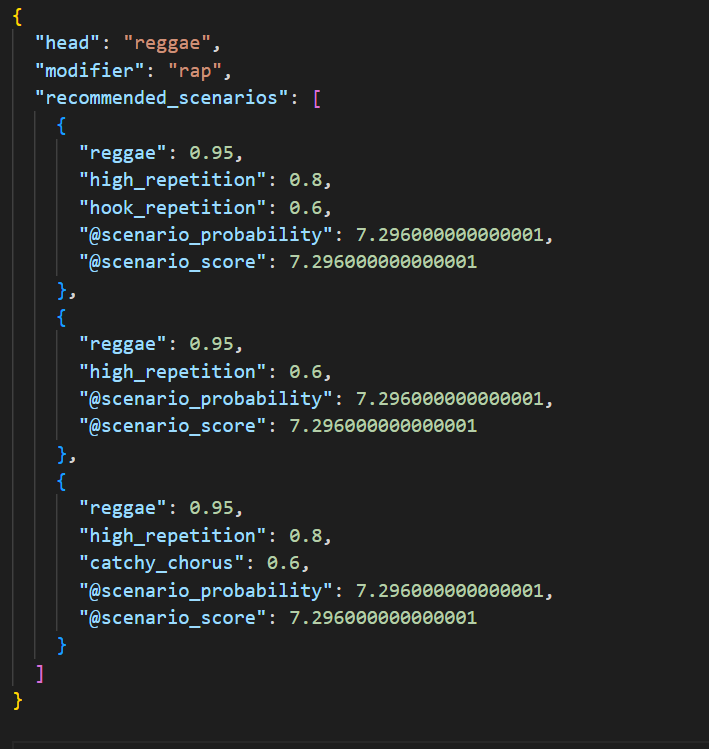 {
"head": "reggae",
"modifier": "rap",
"recommended_scenarios": [
{
"reggae": 0.95,
"high_repetition": 0.8,
"hook_repetition": 0.6,
"@scenario_probability": 7.296000000000001,
"@scenario_score": 7.296000000000001
},
{
"reggae": 0.95,
"high_repetition": 0.6,
"@scenario_probability": 7.296000000000001,
"@scenario_score": 7.296000000000001
},
{
"reggae": 0.95,
"high_repetition": 0.8,
"catchy_chorus": 0.6,
"@scenario_probability": 7.296000000000001,
"@scenario_score": 7.296000000000001
}
]
}